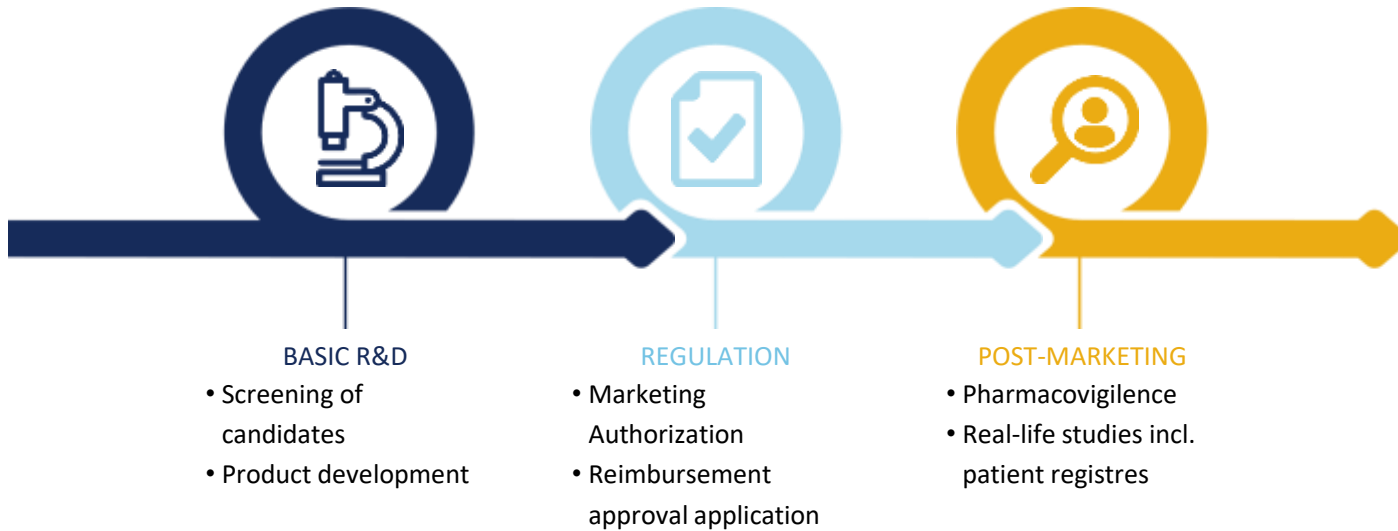 BASIC R&D
• Screening of
candidates
• Product development
REGULATION
• Marketing
Authorization
• Reimbursement
approval application
POST-MARKETING
• Pharmacovigilence
• Real-life studies incl.
patient registres